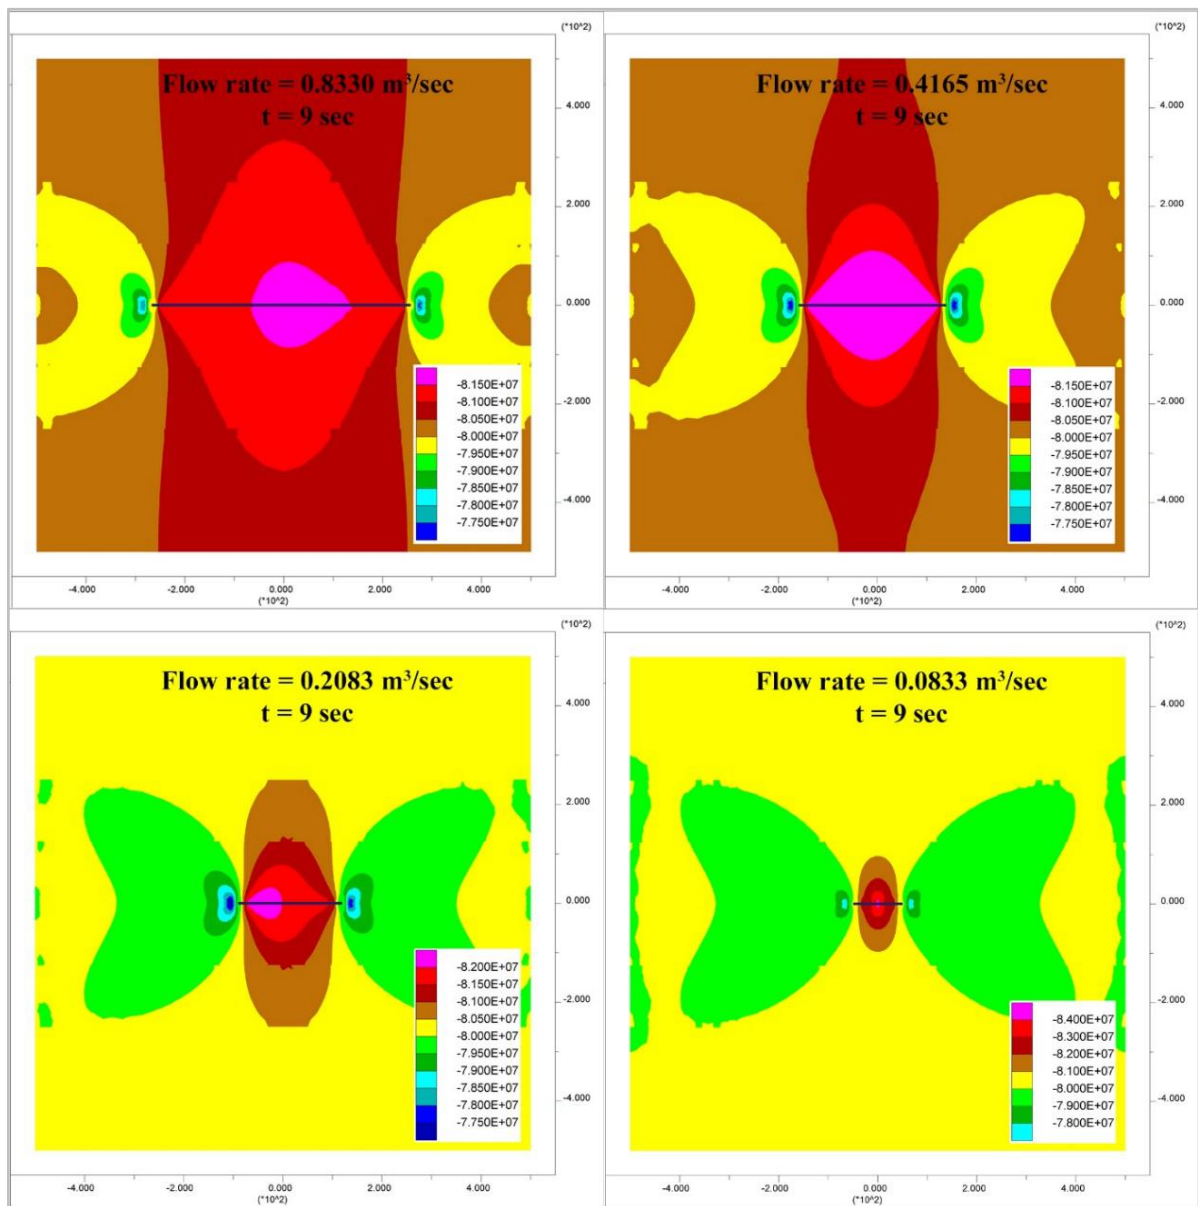 (*10^2)
Flow rate = 0.8330 m³/sec
t = 9 sec
4.000
2.000
0.000
-2.000
-4.000
-8.150E+07
-8.100E+07
-8.050E+07
-8.000E+07
-7.950E+07
-7.900E+07
-7.850E+07
-7.800E+07
-7.750E+07
-4.000 -2.000 0.000 2.000 4.000
(*10^2)
(*10^2)
Flow rate = 0.4165 m³/sec
t = 9 sec
4.000
2.000
0.000
-2.000
-4.000
-8.150E+07
-8.100E+07
-8.050E+07
-8.000E+07
-7.950E+07
-7.900E+07
-7.850E+07
-7.800E+07
-7.750E+07
-4.000 -2.000 0.000 2.000 4.000
(*10^2)
(*10^2)
Flow rate = 0.2083 m³/sec
t = 9 sec
4.000
2.000
0.000
-2.000
-4.000
-8.200E+07
-8.150E+07
-8.100E+07
-8.050E+07
-8.000E+07
-7.950E+07
-7.900E+07
-7.850E+07
-7.800E+07
-7.750E+07
-4.000 -2.000 0.000 2.000 4.000
(*10^2)
(*10^2)
Flow rate = 0.0833 m³/sec
t = 9 sec
4.000
2.000
0.000
-2.000
-4.000
-8.400E+07
-8.300E+07
-8.200E+07
-8.100E+07
-8.000E+07
-7.900E+07
-7.800E+07
-4.000 -2.000 0.000 2.000 4.000
(*10^2)